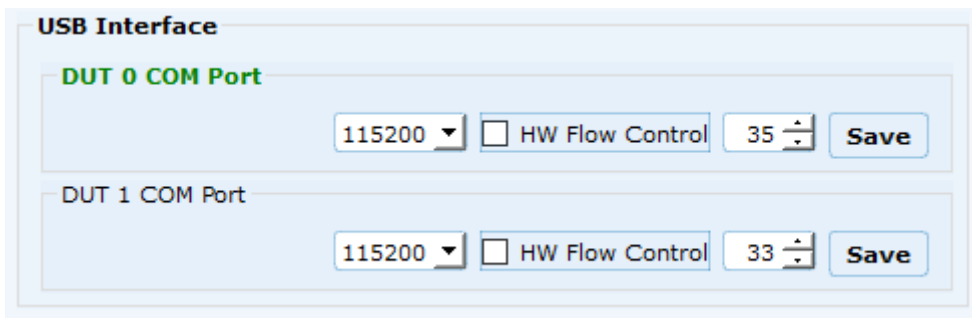 USB Interface
DUT 0 COM Port
115200 HW Flow Control 35 Save
DUT 1 COM Port
115200 HW Flow Control 33 Save